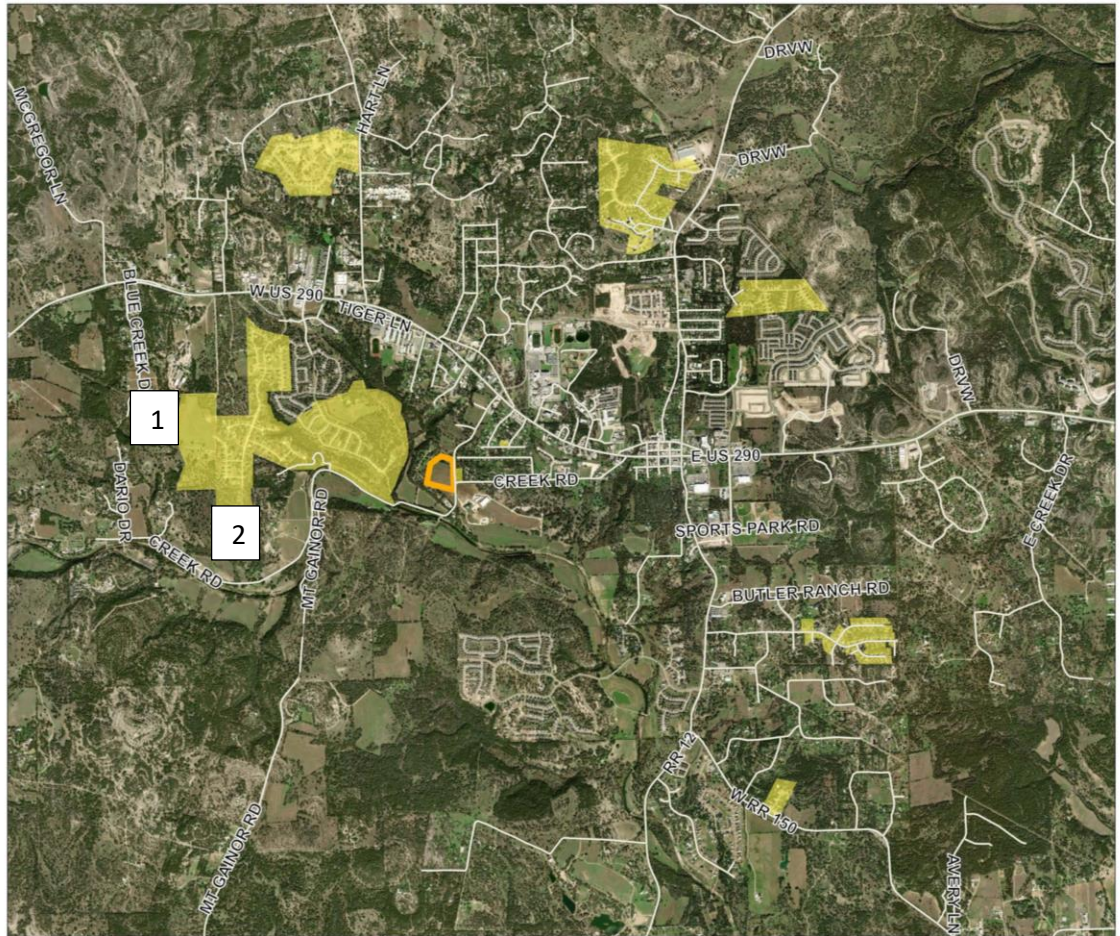 DRVW
HART LN
MCGREGOR LN
DRVW
BLUE CREEK D
W US 290
TIGER LN
DRVW
1
E US 290
DARIO DR
CREEK RD
2
CREEK RD
MT GAINOR RD
SPORTS PARK RD
E CREEK DR
BUTLER RANCH RD
RR 12
W RR 150
MT GAINOR RD
AVERY LN